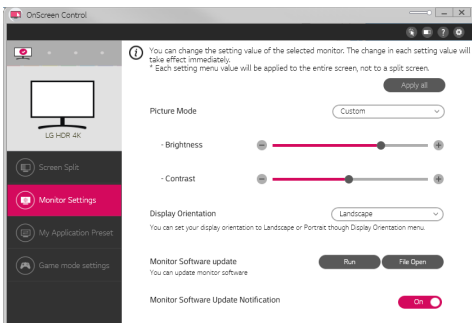 OnScreen Control
You can change the setting value of the selected monitor. The change in each setting value will
take effect immediately.
* Each setting menu value will be applied to the entire screen, not to a split screen.
Apply all
LG HDR 4K
Picture Mode
Custom
- Brightness
- Contrast
Screen Split
Monitor Settings
My Application Preset
Game mode settings
Display Orientation
Landscape
You can set your display orientation to Landscape or Portrait though Display Orientation menu.
Monitor Software update
Run
File Open
You can update monitor software
Monitor Software Update Notification
On